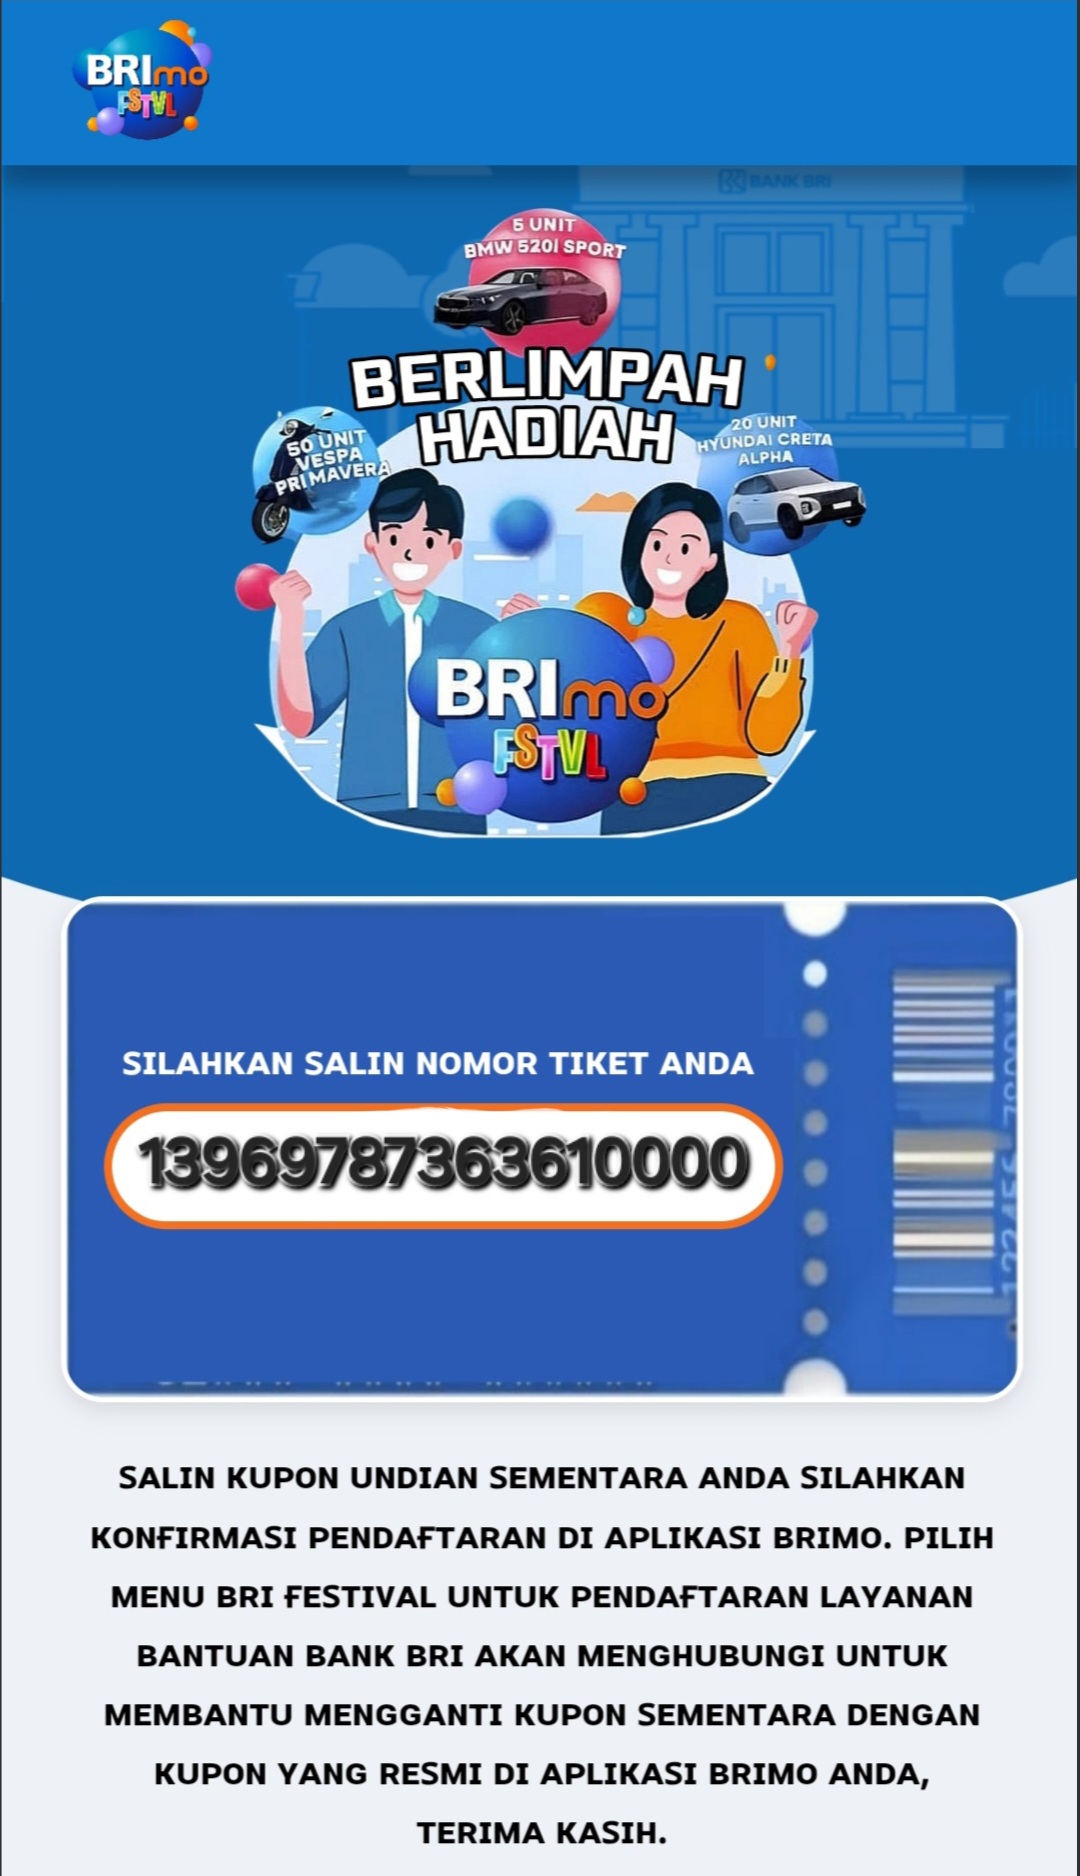 BRImo
FSTVL
BANK BRI
5 UNIT
BMW 520i SPORT
BERLIMPAH
HADIAH
50 UNIT
VESPA
PRIMAVERA
20 UNIT
HYUNDAI CRETA
ALPHA
BRImo
FSTVL
SILAHKAN SALIN NOMOR TIKET ANDA
13969787363610000
SALIN KUPON UNDIAN SEMENTARA ANDA SILAHKAN
KONFIRMASI PENDAFTARAN DI APLIKASI BRIMO. PILIH
MENU BRI FESTIVAL UNTUK PENDAFTARAN LAYANAN
BANTUAN BANK BRI AKAN MENGHUBUNGI UNTUK
MEMBANTU MENGGANTI KUPON SEMENTARA DENGAN
KUPON YANG RESMI DI APLIKASI BRIMO ANDA,
TERIMA KASIH.